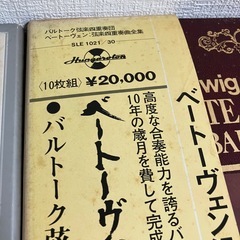 バルトーク弦楽四重奏団
ベートーヴェン/弦楽四重奏曲全集
SLE 1021/30
Hungaroton
〈10枚組〉¥20,000
ベートーヴェン
高度な合奏能力を誇るバ
10年の歳月を費して完成
ベートーヴ
●バルトーク弦
wig
TE
BA